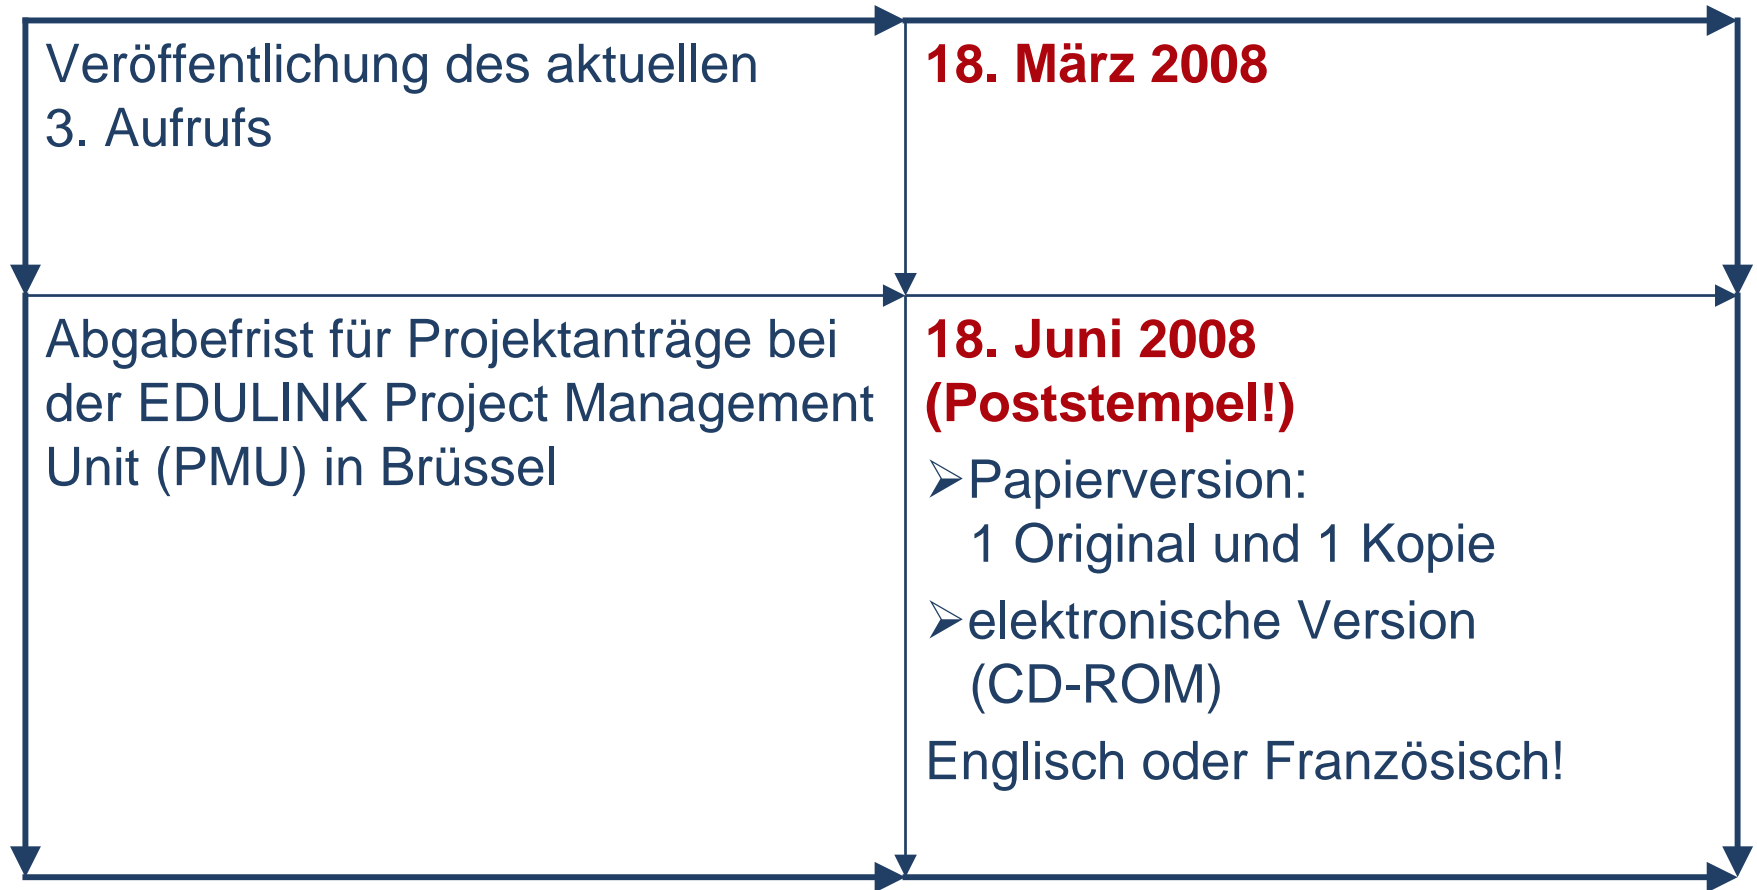 Veröffentlichung des aktuellen
3. Aufrufs
18. März 2008
Abgabefrist für Projektanträge bei
der EDULINK Project Management
Unit (PMU) in Brüssel
18. Juni 2008
(Poststempel!)
➢Papierversion:
1 Original und 1 Kopie
➢elektronische Version
(CD-ROM)
Englisch oder Französisch!